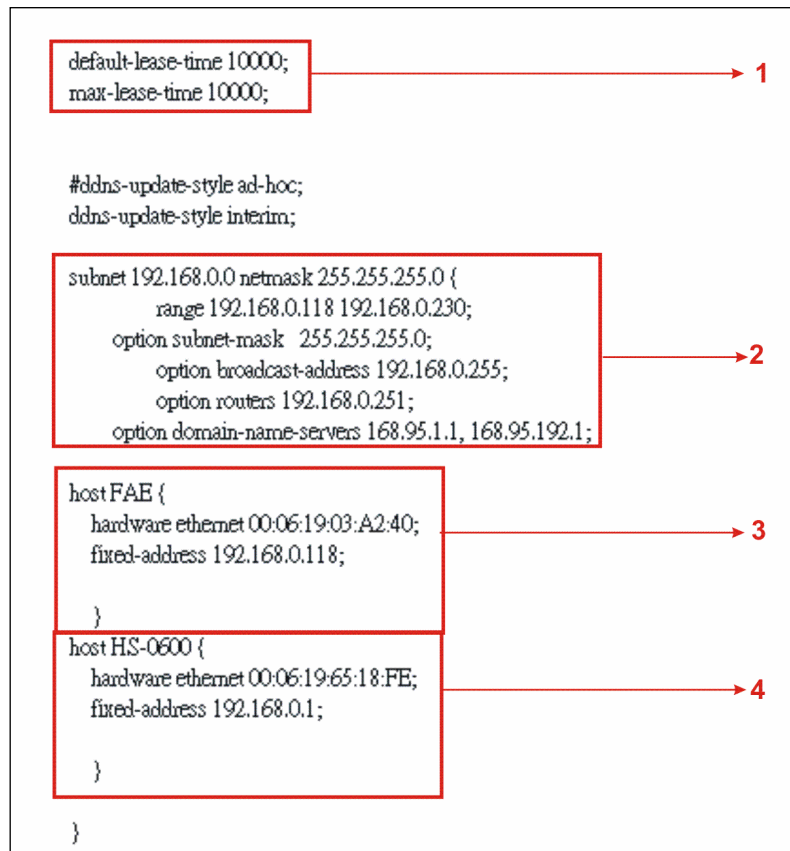 default-lease-time 10000;
max-lease-time 10000;
1
#ddns-update-style ad-hoc;
ddns-update-style interim;
subnet 192.168.0.0 netmask 255.255.255.0 {
range 192.168.0.118 192.168.0.230;
option subnet-mask 255.255.255.0;
option broadcast-address 192.168.0.255;
2
option routers 192.168.0.251;
option domain-name-servers 168.95.1.1, 168.95.192.1;
host FAE {
hardware ethernet 00:06:19:03:A2:40;
3
fixed-address 192.168.0.118;
}
host HS-0600 {
hardware ethernet 00:06:19:65:18:FE;
4
fixed-address 192.168.0.1;
}
}